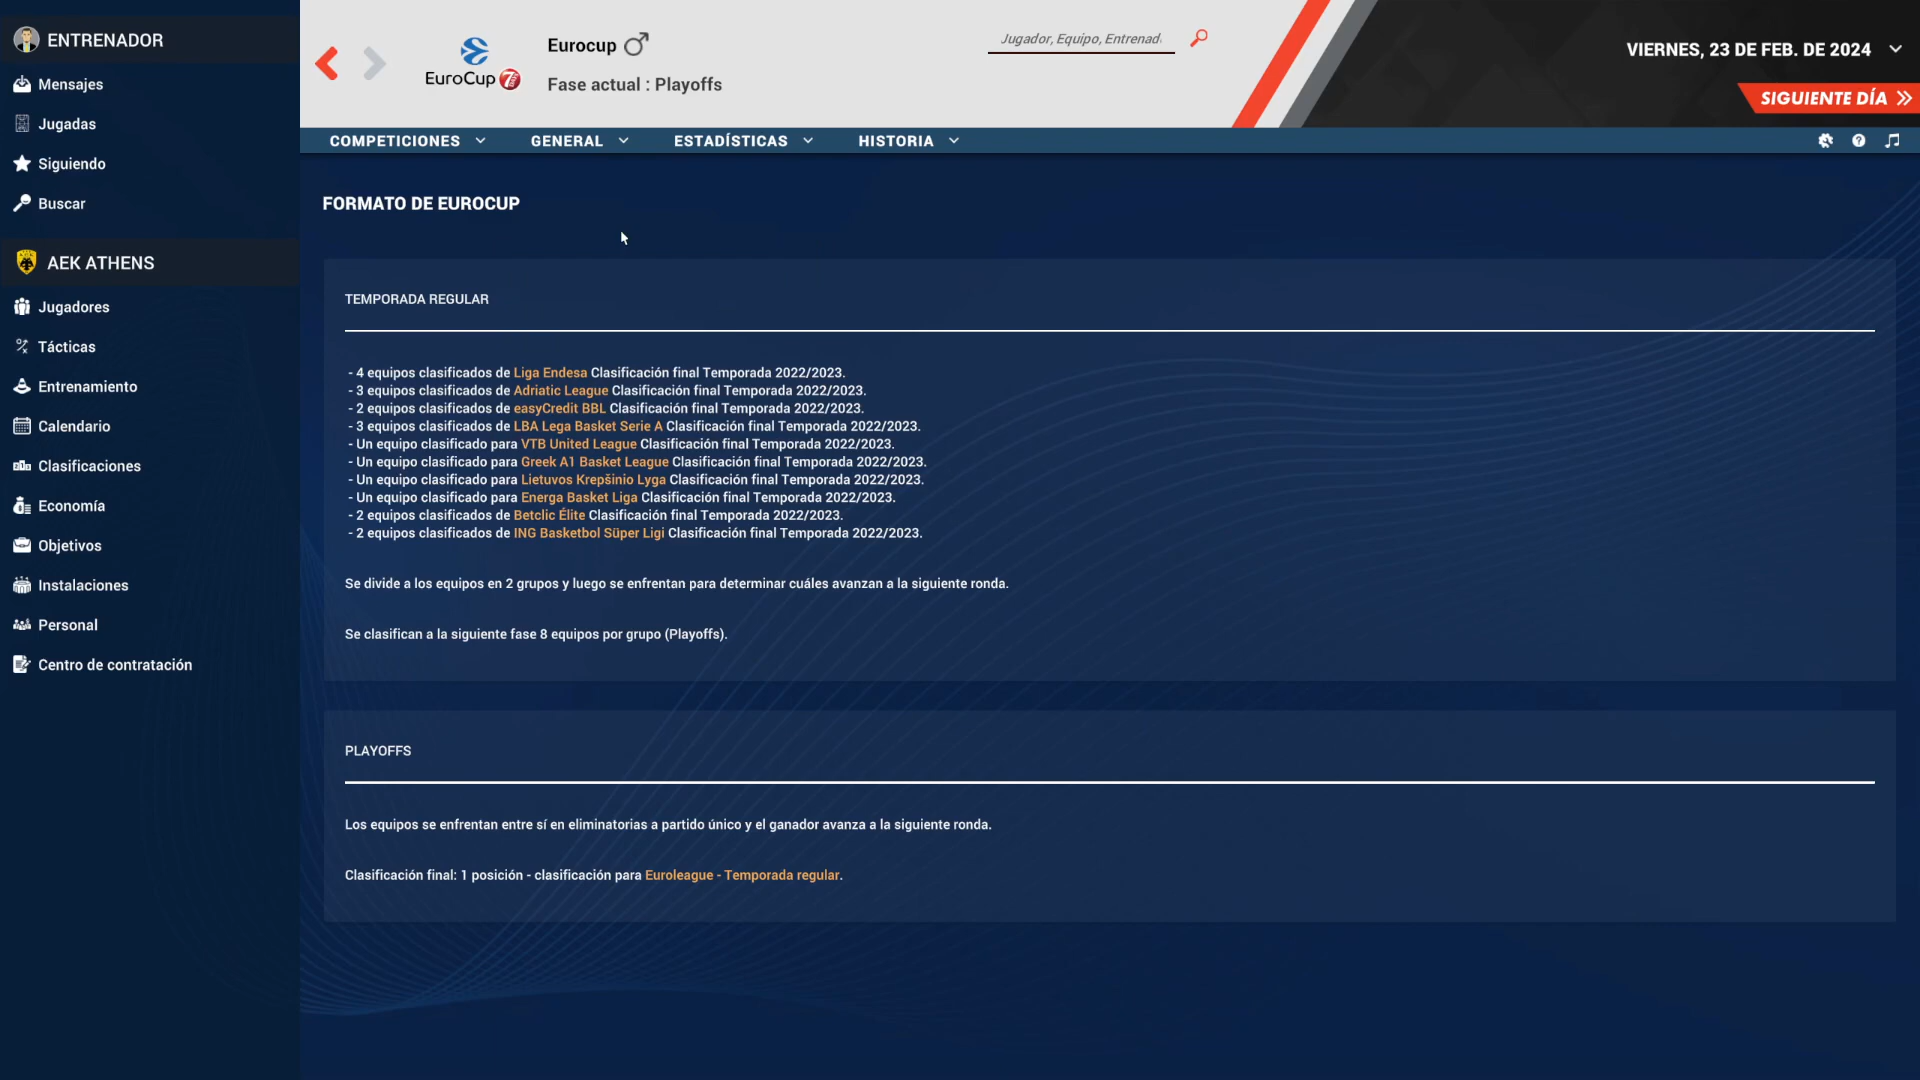 ENTRENADOR
Mensajes
Jugadas
Siguiendo
Buscar
AEK ATHENS
Jugadores
Tácticas
Entrenamiento
Calendario
Clasificaciones
Economía
Objetivos
Instalaciones
Personal
Centro de contratación
EuroCup 7
Eurocup
Fase actual : Playoffs
Jugador, Equipo, Entrenad.
VIERNES, 23 DE FEB. DE 2024
SIGUIENTE DÍA
COMPETICIONES GENERAL ESTADÍSTICAS HISTORIA
FORMATO DE EUROCUP
TEMPORADA REGULAR
- 4 equipos clasificados de Liga Endesa Clasificación final Temporada 2022/2023.
- 3 equipos clasificados de Adriatic League Clasificación final Temporada 2022/2023.
- 2 equipos clasificados de easyCredit BBL Clasificación final Temporada 2022/2023.
- 3 equipos clasificados de LBA Lega Basket Serie A Clasificación final Temporada 2022/2023.
- Un equipo clasificado para VTB United League Clasificación final Temporada 2022/2023.
- Un equipo clasificado para Greek A1 Basket League Clasificación final Temporada 2022/2023.
- Un equipo clasificado para Lietuvos Krepšinio Lyga Clasificación final Temporada 2022/2023.
- Un equipo clasificado para Energa Basket Liga Clasificación final Temporada 2022/2023.
- 2 equipos clasificados de Betclic Élite Clasificación final Temporada 2022/2023.
- 2 equipos clasificados de ING Basketbol Süper Ligi Clasificación final Temporada 2022/2023.
Se divide a los equipos en 2 grupos y luego se enfrentan para determinar cuáles avanzan a la siguiente ronda.
Se clasifican a la siguiente fase 8 equipos por grupo (Playoffs).
PLAYOFFS
Los equipos se enfrentan entre sí en eliminatorias a partido único y el ganador avanza a la siguiente ronda.
Clasificación final: 1 posición - clasificación para Euroleague - Temporada regular.